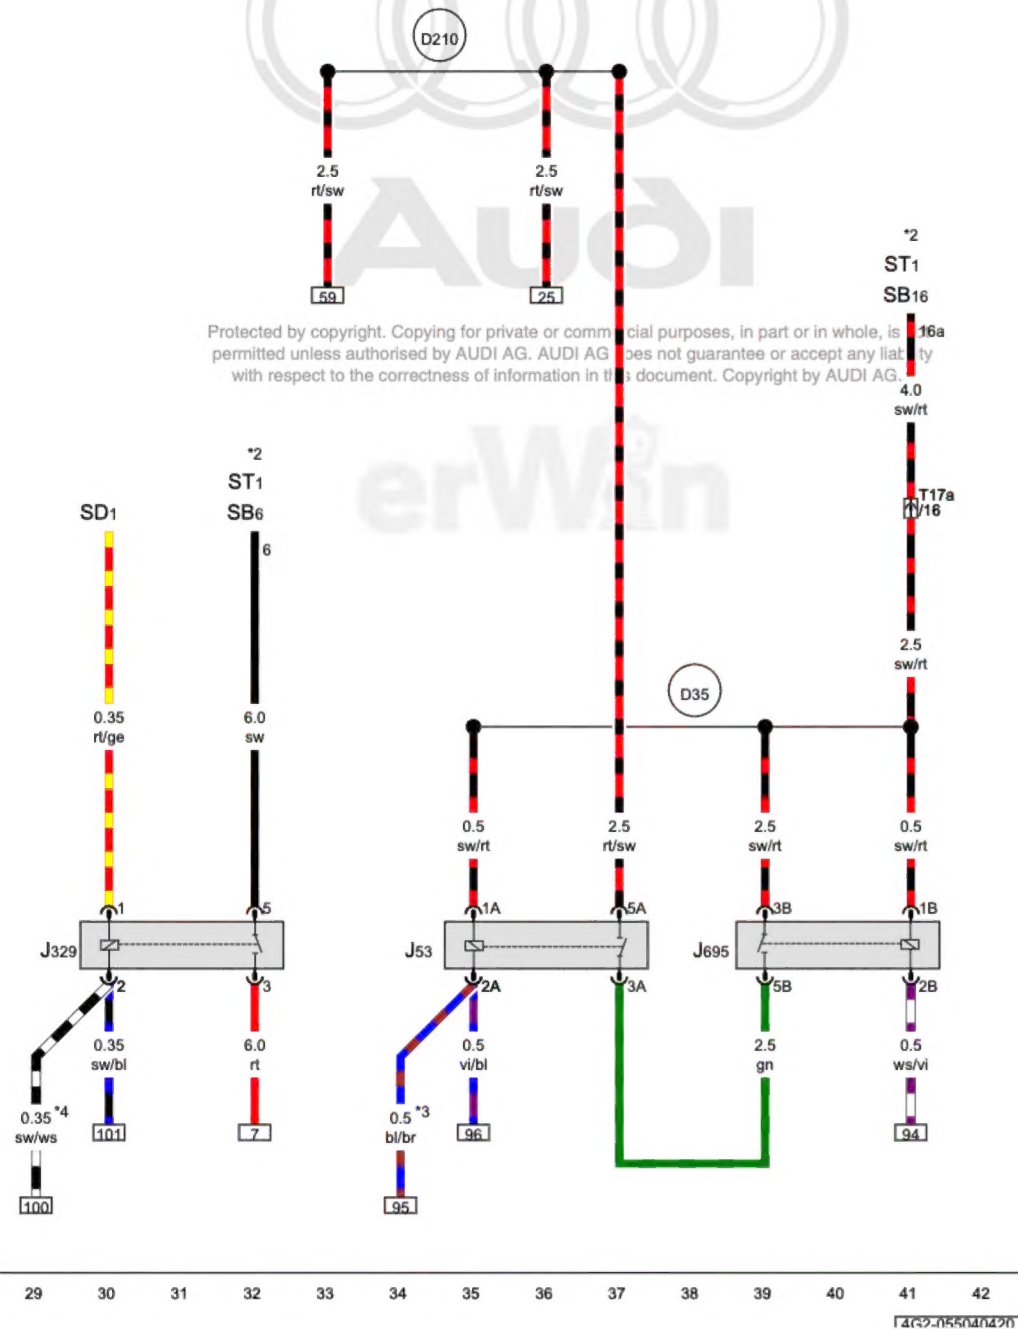 D210
2.5
rt/sw
2.5
rt/sw
Audi
59
25
*2
ST1
SB16
16a
Protected by copyright. Copying for private or commercial purposes, in part or in whole, is
permitted unless authorised by AUDI AG. AUDI AG does not guarantee or accept any liability
with respect to the correctness of information in this document. Copyright by AUDI AG.
4.0
sw/rt
*2
ST1
SB6
6
SD1
erWin
T17a
/16
2.5
sw/rt
D35
0.35
rt/ge
6.0
sw
0.5
sw/rt
2.5
rt/sw
2.5
sw/rt
0.5
sw/rt
1
5
1A
5A
3B
1B
J329
J53
J695
2
3
2A
3A
5B
2B
0.35
sw/bl
6.0
rt
0.5
vi/bl
2.5
gn
0.5
ws/vi
0.35 *4
sw/ws
0.5 *3
bl/br
101
7
96
94
100
95
29 30 31 32 33 34 35 36 37 38 39 40 41 42
4G2-055040420